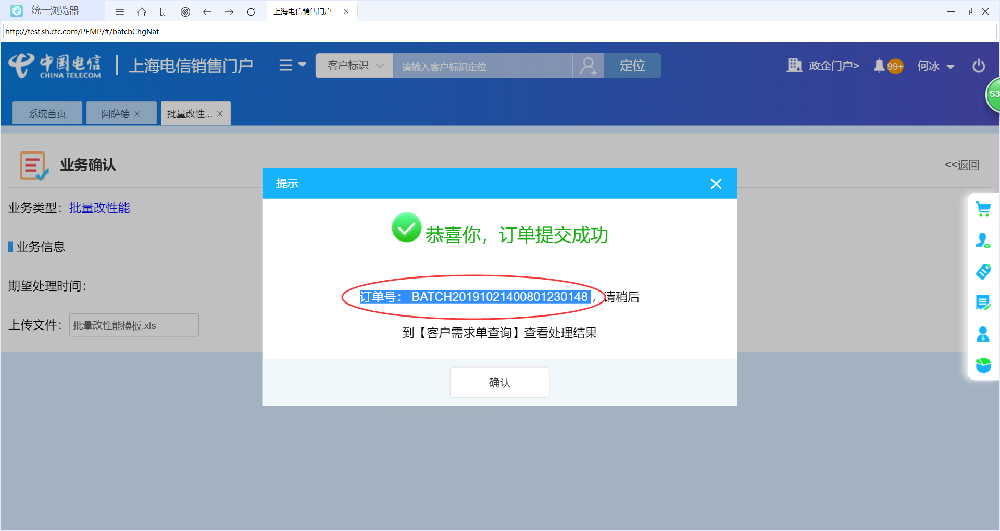 统一浏览器
上海电信销售门户
http://test.sh.ctc.com/PEMP/#/batchChgNat
中国电信
CHINA TELECOM
上海电信销售门户
客户标识
请输入客户标识定位
定位
政企门户>
99+
何冰
53
系统首页
阿萨德
批量改性...
业务确认
<<返回
业务类型：批量改性能
业务信息
期望处理时间：
上传文件：批量改性能模板.xls
提示
恭喜你，订单提交成功
订单号： BATCH20191021400801230148 ，请稍后
到【客户需求单查询】查看处理结果
确认